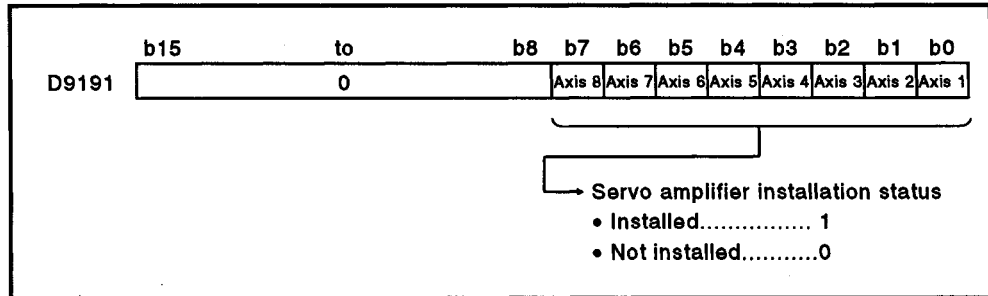 b15 to b8 b7 b6 b5 b4 b3 b2 b1 b0
D9191 0 Axis 8 Axis 7 Axis 6 Axis 5 Axis 4 Axis 3 Axis 2 Axis 1
Servo amplifier installation status
• Installed................ 1
• Not installed...........0